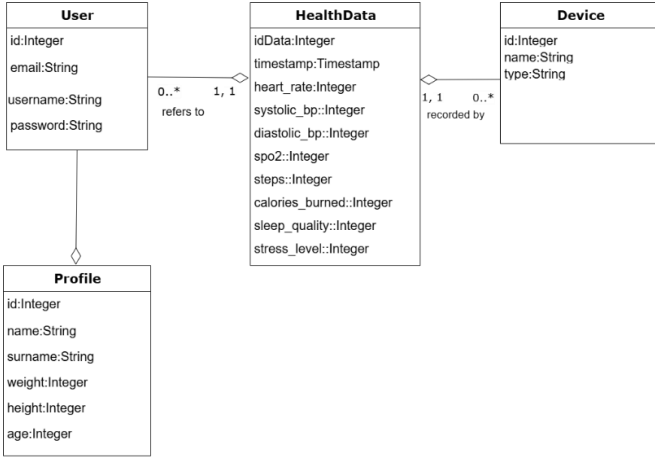 User
id:Integer
email:String
username:String
password:String
0..* 1, 1
refers to
HealthData
idData:Integer
timestamp:Timestamp
heart_rate:Integer
systolic_bp::Integer
diastolic_bp::Integer
spo2::Integer
steps::Integer
calories_burned::Integer
sleep_quality::Integer
stress_level::Integer
1, 1 0..*
recorded by
Device
id:Integer
name:String
type:String
Profile
id:Integer
name:String
surname:String
weight:Integer
height:Integer
age:Integer